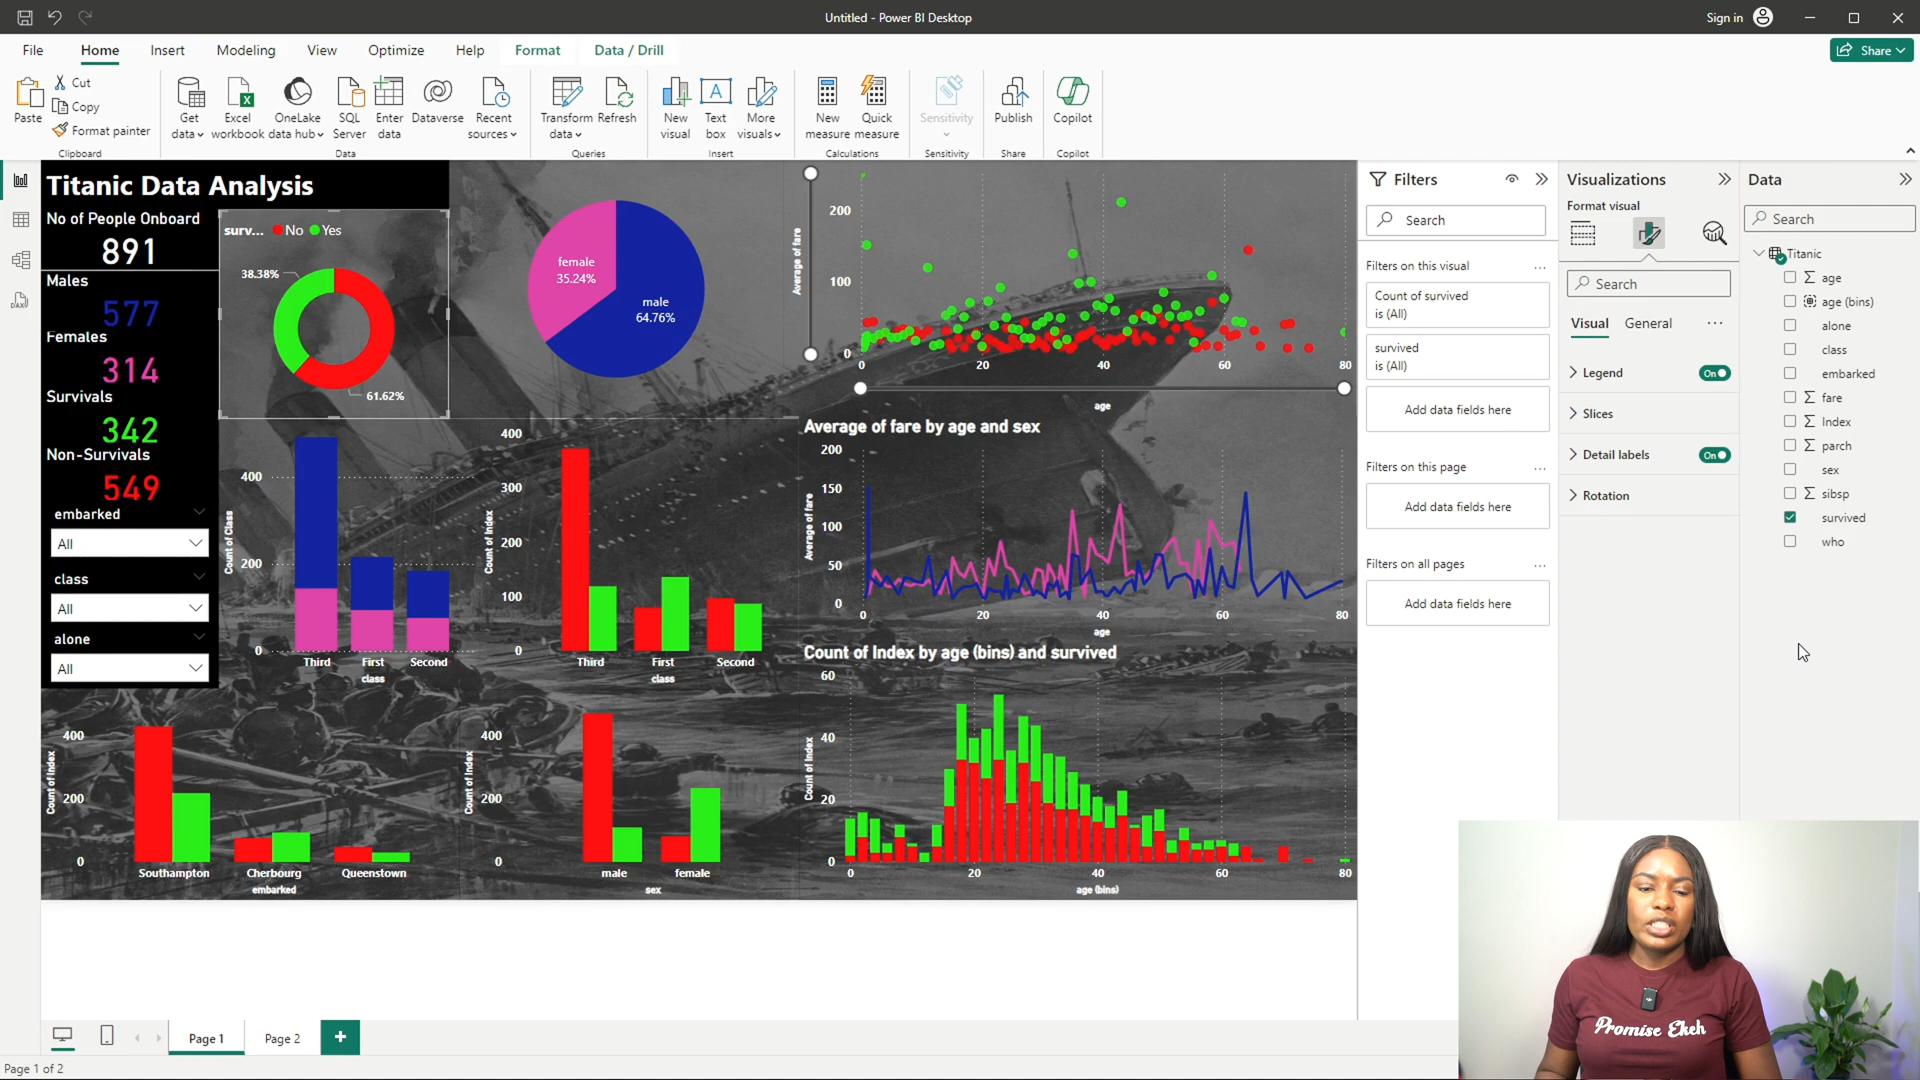 Untitled - Power BI Desktop
Sign in
File
Home
Insert
Modeling
View
Optimize
Help
Format
Data / Drill
Share
Paste
Cut
Copy
Format painter
Clipboard
Get data
Excel workbook
OneLake data hub
SQL Server
Enter data
Dataverse
Recent sources
Data
Transform data
Refresh
Queries
New visual
Text box
More visuals
Insert
New measure
Quick measure
Calculations
Sensitivity
Sensitivity
Publish
Share
Copilot
Copilot
Titanic Data Analysis
No of People Onboard
891
Males
577
Females
314
Survivals
342
Non-Survivals
549
embarked
All
class
All
alone
All
surv... No Yes
38.38%
61.62%
female
35.24%
male
64.76%
Average of fare
200
100
0
0 20 40 60 80
age
Count of Class
400
200
0
Third First Second
class
Count of Index
400
300
200
100
0
Third First Second
class
Average of fare by age and sex
Average of fare
200
150
100
50
0
0 20 40 60 80
age
Count of Index
400
200
0
Southampton Cherbourg Queenstown
embarked
Count of Index
400
200
0
male female
sex
Count of Index by age (bins) and survived
Count of Index
60
40
20
0
0 20 40 60 80
age (bins)
Filters
Search
Filters on this visual ...
Count of survived
is (All)
survived
is (All)
Add data fields here
Filters on this page ...
Add data fields here
Filters on all pages ...
Add data fields here
Visualizations
Format visual
Search
Visual General ...
Legend On
Slices
Detail labels On
Rotation
Data
Search
Titanic
age
age (bins)
alone
class
embarked
fare
Index
parch
sex
sibsp
survived
who
Promise Ekeh
Page 1
Page 2
+
Page 1 of 2